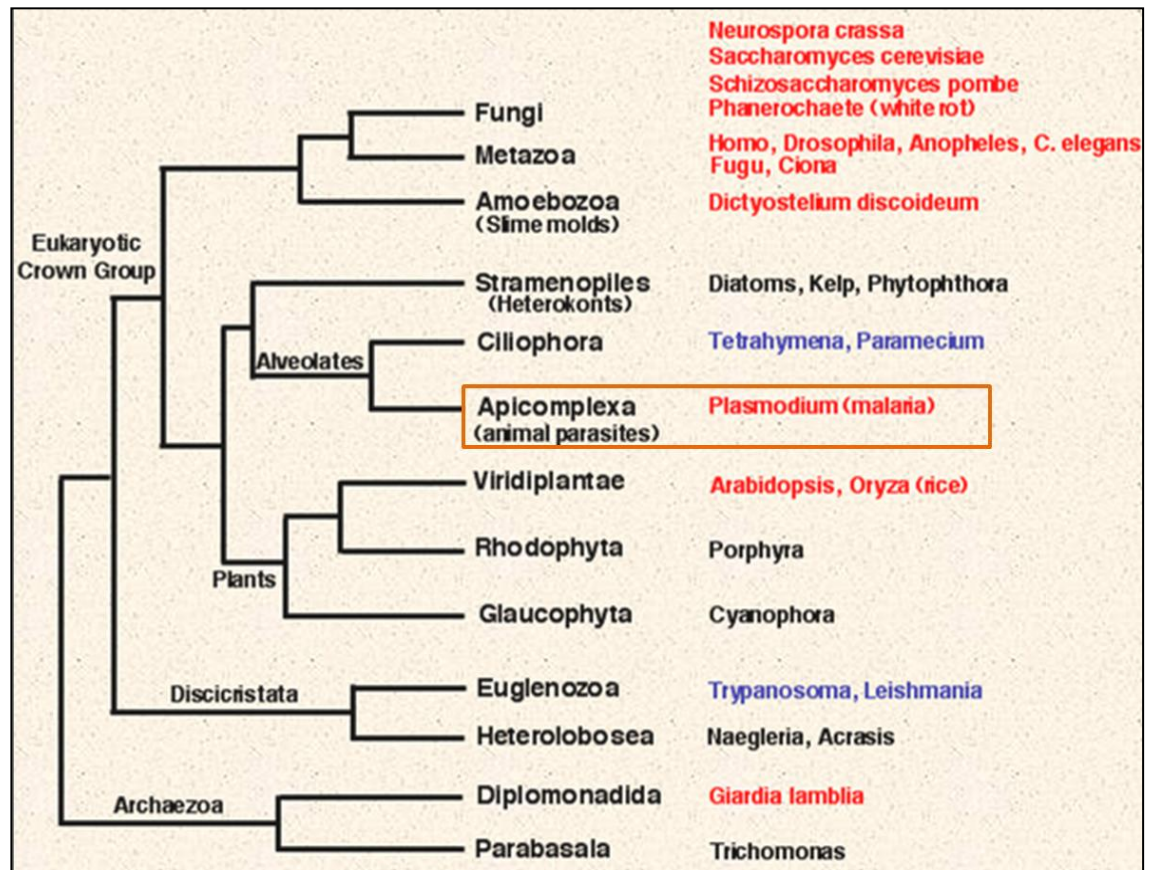 Neurospora crassa
Saccharomyces cerevisiae
Schizosaccharomyces pombe
Fungi Phanerochaete (white rot)
Metazoa Homo, Drosophila, Anopheles, C. elegans
Fugu, Ciona
Amoebozoa Dictyostelium discoideum
(Slime molds)
Eukaryotic
Crown Group
Stramenopiles Diatoms, Kelp, Phytophthora
(Heterokonts)
Ciliophora Tetrahymena, Paramecium
Alveolates
Apicomplexa Plasmodium (malaria)
(animal parasites)
Viridiplantae Arabidopsis, Oryza (rice)
Rhodophyta Porphyra
Plants
Glaucophyta Cyanophora
Discicristata
Euglenozoa Trypanosoma, Leishmania
Heterolobosea Naegleria, Acrasis
Archaezoa
Diplomonadida Giardia lamblia
Parabasala Trichomonas